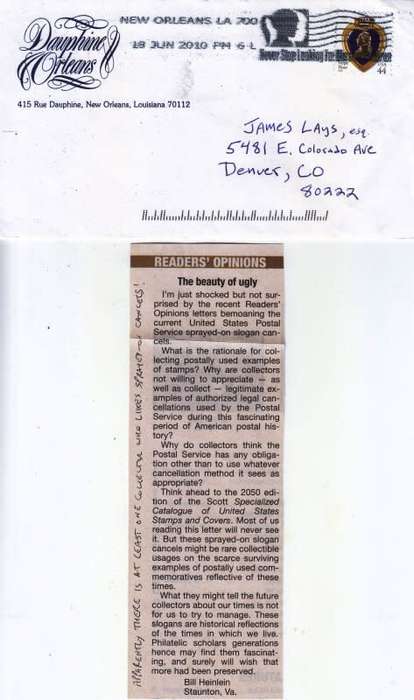 Dauphine
Orleans
415 Rue Dauphine, New Orleans, Louisiana 70112
NEW ORLEANS LA 700
18 JUN 2010 PM 6 L
Never Stop Looking For
44
JAMES LAYS, esq.
5481 E. Colorado Ave
Denver, CO
80222
READERS' OPINIONS
The beauty of ugly
I'm just shocked but not sur-
prised by the recent Readers'
Opinions letters bemoaning the
current United States Postal
Service sprayed-on slogan can-
cels.
What is the rationale for col-
lecting postally used examples
of stamps? Why are collectors
not willing to appreciate — as
well as collect — legitimate ex-
amples of authorized legal can-
cellations used by the Postal
Service during this fascinating
period of American postal his-
tory?
Why do collectors think the
Postal Service has any obliga-
tion other than to use whatever
cancellation method it sees as
appropriate?
Think ahead to the 2050 edi-
tion of the Scott Specialized
Catalogue of United States
Stamps and Covers. Most of us
reading this letter will never see
it. But these sprayed-on slogan
cancels might be rare collectible
usages on the scarce surviving
examples of postally used com-
memoratives reflective of these
times.
What they might tell the future
collectors about our times is not
for us to try to manage. These
slogans are historical reflections
of the times in which we live.
Philatelic scholars generations
hence may find them fascinat-
ing, and surely will wish that
more had been preserved.
Bill Heinlein
Staunton, Va.
APPARENTLY THERE IS AT LEAST ONE COLLECTOR WHO LIKES SPRAY-ON CANCELS!